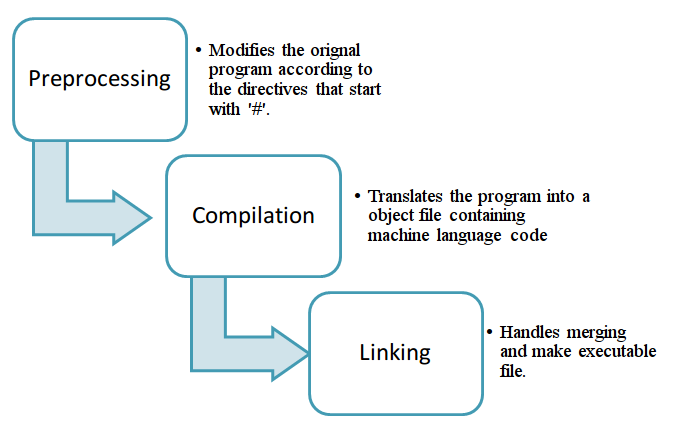 Preprocessing
• Modifies the orignal
program according to
the directives that start
with '#'.
Compilation
• Translates the program into a
object file containing
machine language code
Linking
• Handles merging
and make executable
file.